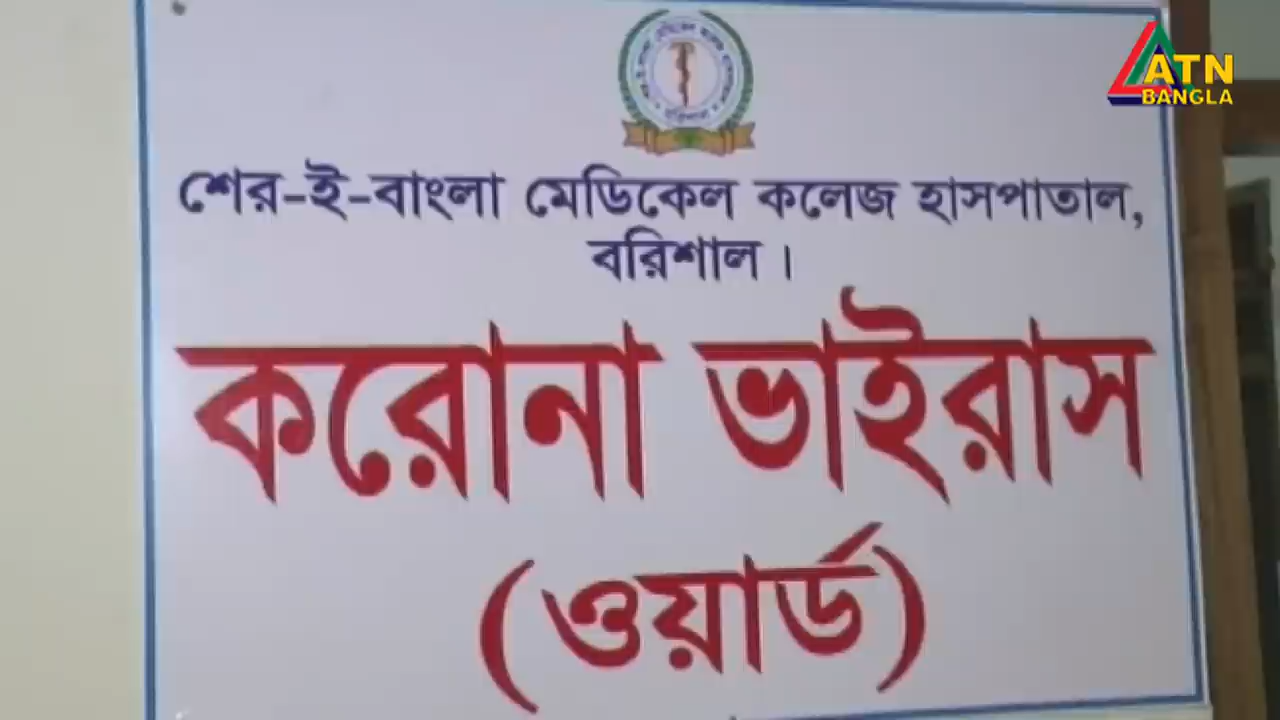 ATN
BANGLA
শের-ই-বাংলা মেডিকেল কলেজ হাসপাতাল,
বরিশাল ।
করোনা ভাইরাস
(ওয়ার্ড)